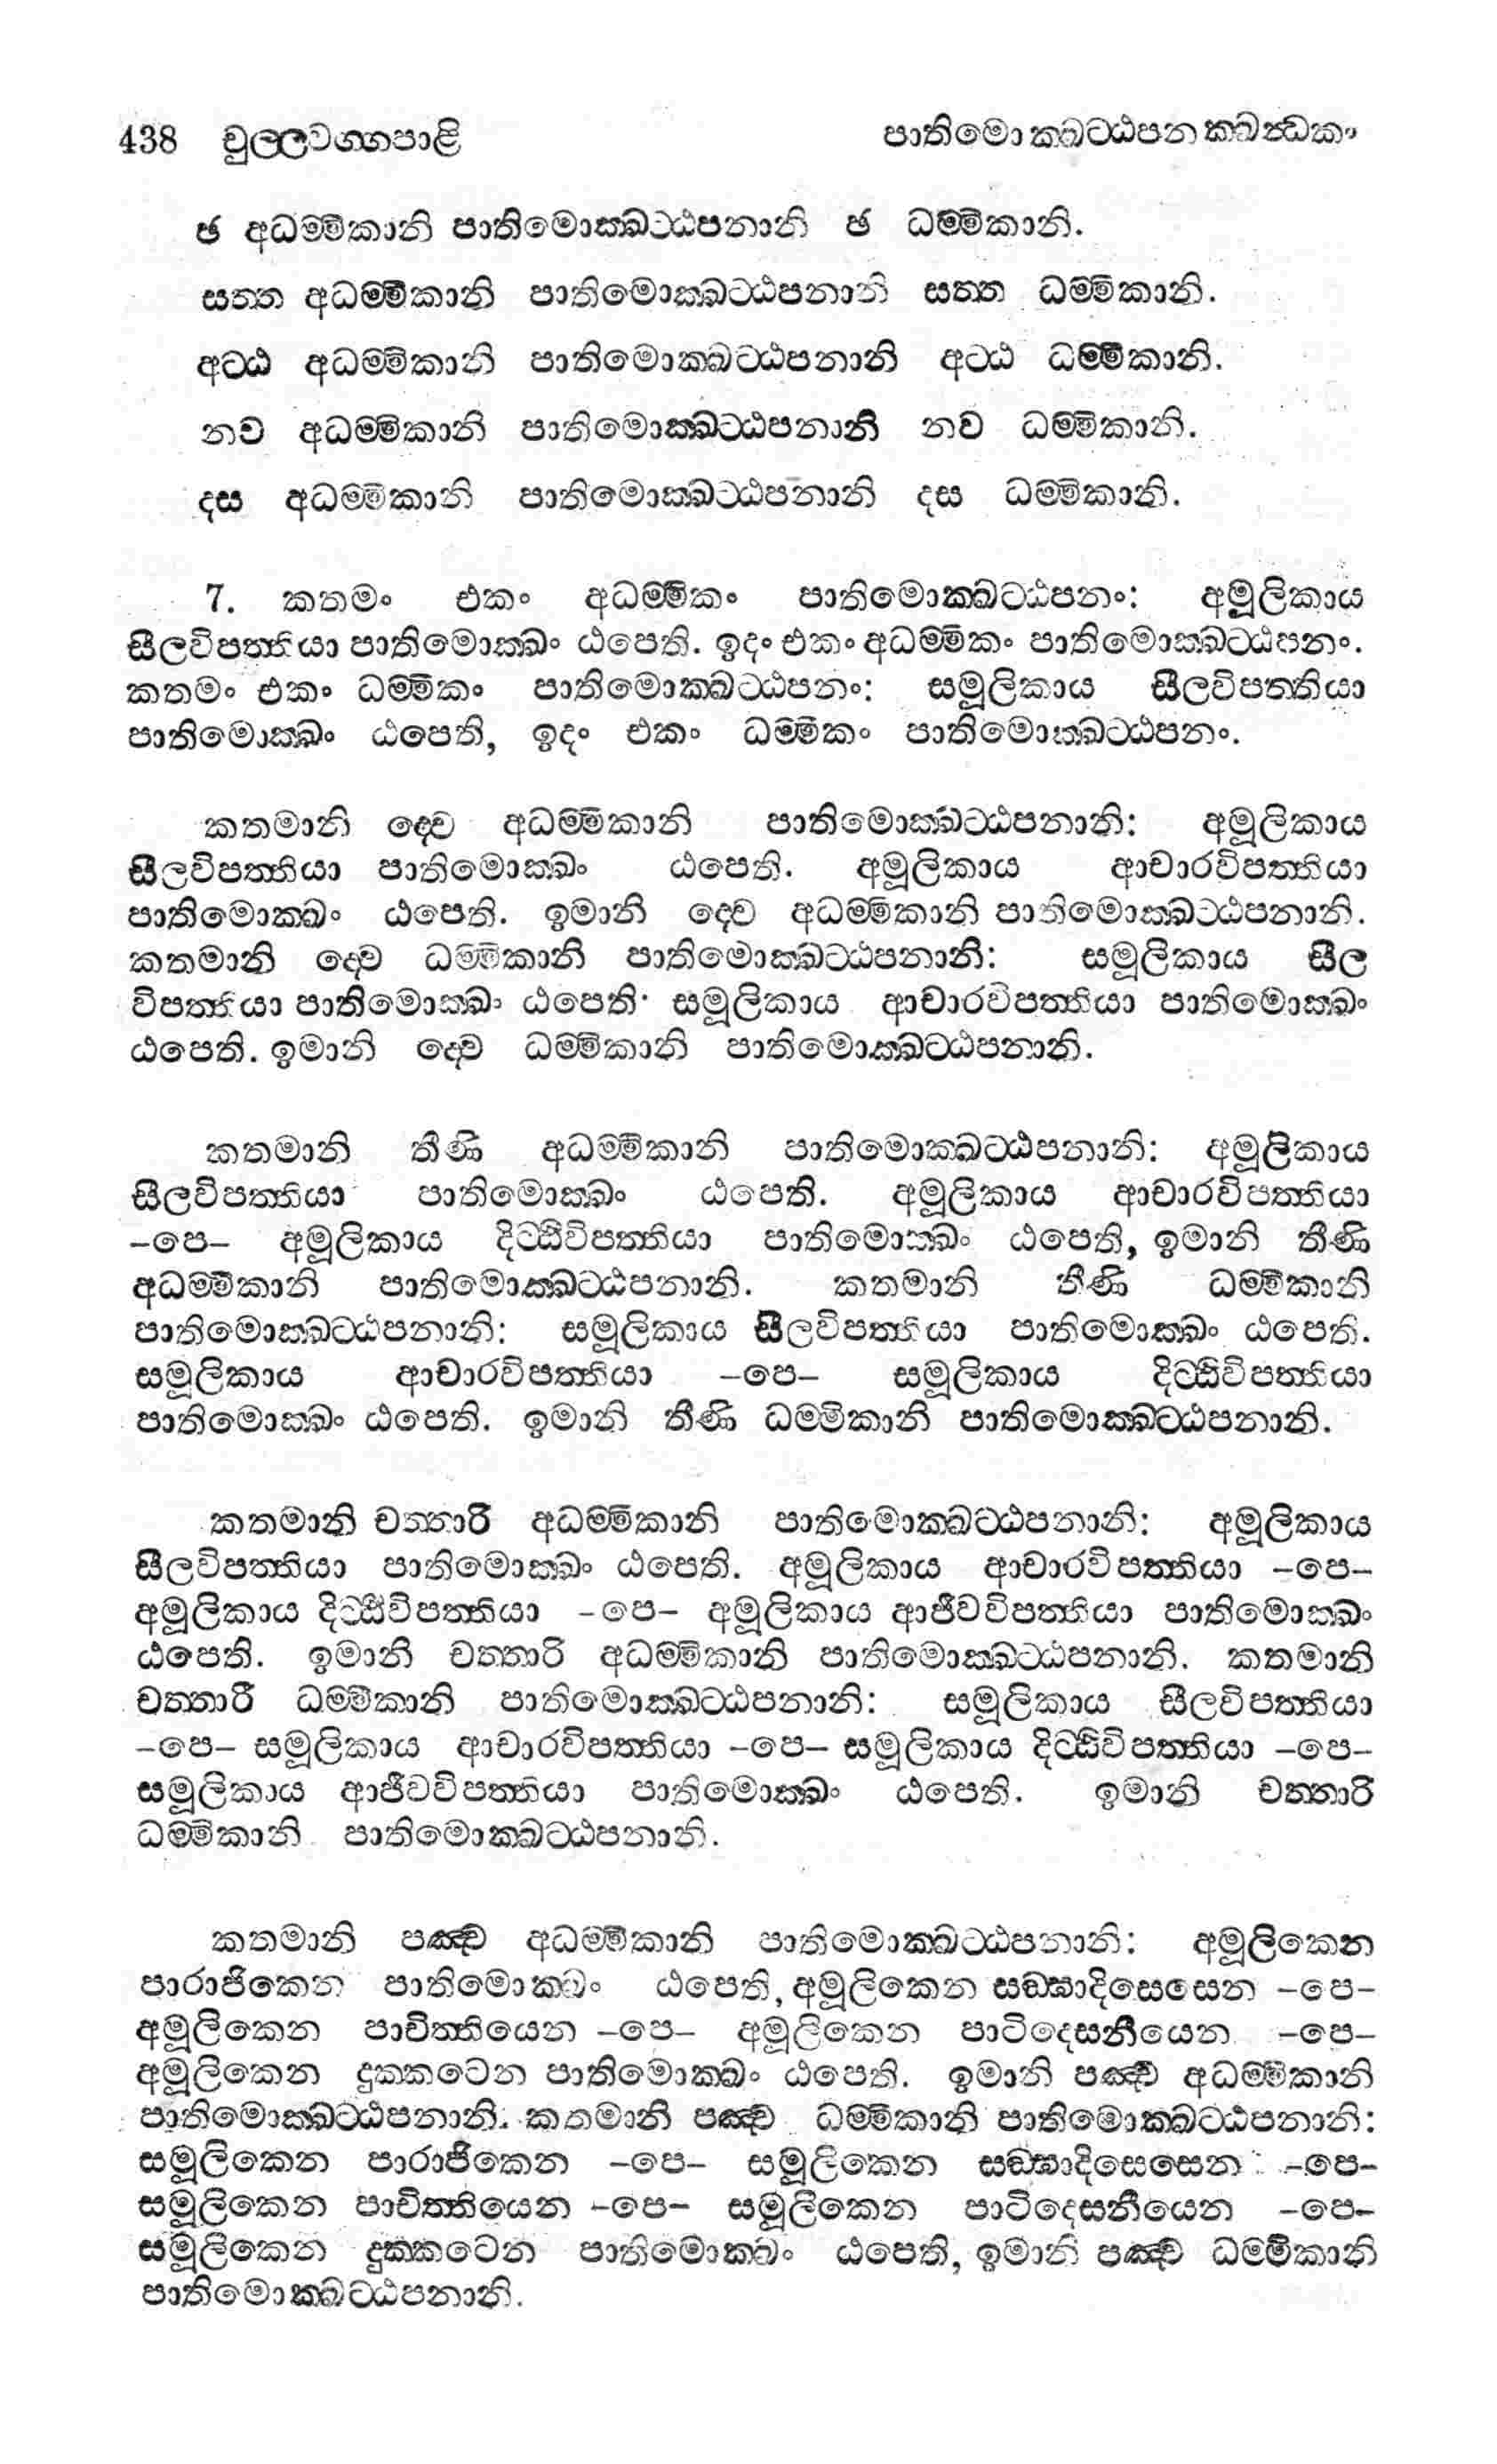 438 චුල්ලවග්ගපාළි පාතිමොක්ඛට්ඨපනක්ඛන්ධකං
ඡ අධම්මිකානි පාතිමොක්ඛට්ඨපනානි ඡ ධම්මිකානි.
සත්ත අධම්මිකානි පාතිමොක්ඛට්ඨපනානි සත්ත ධම්මිකානි.
අට්ඨ අධම්මිකානි පාතිමොක්ඛට්ඨපනානි අට්ඨ ධම්මිකානි.
නව අධම්මිකානි පාතිමොක්ඛට්ඨපනානි නව ධම්මිකානි.
දස අධම්මිකානි පාතිමොක්ඛට්ඨපනානි දස ධම්මිකානි.
7. කතමං එකං අධම්මිකං පාතිමොක්ඛට්ඨපනං: අමූලිකාය
සීලවිපත්තියා පාතිමොක්ඛං ඨපෙති. ඉදං එකං අධම්මිකං පාතිමොක්ඛට්ඨපනං.
කතමං එකං ධම්මිකං පාතිමොක්ඛට්ඨපනං: සමූලිකාය සීලවිපත්තියා
පාතිමොක්ඛං ඨපෙති, ඉදං එකං ධම්මිකං පාතිමොක්ඛට්ඨපනං.
කතමානි ද්වෙ අධම්මිකානි පාතිමොක්ඛට්ඨපනානි: අමූලිකාය
සීලවිපත්තියා පාතිමොක්ඛං ඨපෙති. අමූලිකාය ආචාරවිපත්තියා
පාතිමොක්ඛං ඨපෙති. ඉමානි ද්වෙ අධම්මිකානි පාතිමොක්ඛට්ඨපනානි.
කතමානි ද්වෙ ධම්මිකානි පාතිමොක්ඛට්ඨපනානි: සමූලිකාය සීල
විපත්තියා පාතිමොක්ඛං ඨපෙති. සමූලිකාය ආචාරවිපත්තියා පාතිමොක්ඛං
ඨපෙති. ඉමානි ද්වෙ ධම්මිකානි පාතිමොක්ඛට්ඨපනානි.
කතමානි තීණි අධම්මිකානි පාතිමොක්ඛට්ඨපනානි: අමූලිකාය
සීලවිපත්තියා පාතිමොක්ඛං ඨපෙති. අමූලිකාය ආචාරවිපත්තියා
–පෙ– අමූලිකාය දිට්ඨිවිපත්තියා පාතිමොක්ඛං ඨපෙති, ඉමානි තීණි
අධම්මිකානි පාතිමොක්ඛට්ඨපනානි. කතමානි තීණි ධම්මිකානි
පාතිමොක්ඛට්ඨපනානි: සමූලිකාය සීලවිපත්තියා පාතිමොක්ඛං ඨපෙති.
සමූලිකාය ආචාරවිපත්තියා –පෙ– සමූලිකාය දිට්ඨිවිපත්තියා
පාතිමොක්ඛං ඨපෙති. ඉමානි තීණි ධම්මිකානි පාතිමොක්ඛට්ඨපනානි.
කතමානි චත්තාරි අධම්මිකානි පාතිමොක්ඛට්ඨපනානි: අමූලිකාය
සීලවිපත්තියා පාතිමොක්ඛං ඨපෙති. අමූලිකාය ආචාරවිපත්තියා –පෙ–
අමූලිකාය දිට්ඨිවිපත්තියා –පෙ– අමූලිකාය ආජීවවිපත්තියා පාතිමොක්ඛං
ඨපෙති. ඉමානි චත්තාරි අධම්මිකානි පාතිමොක්ඛට්ඨපනානි. කතමානි
චත්තාරි ධම්මිකානි පාතිමොක්ඛට්ඨපනානි: සමූලිකාය සීලවිපත්තියා
–පෙ– සමූලිකාය ආචාරවිපත්තියා –පෙ– සමූලිකාය දිට්ඨිවිපත්තියා –පෙ–
සමූලිකාය ආජීවවිපත්තියා පාතිමොක්ඛං ඨපෙති. ඉමානි චත්තාරි
ධම්මිකානි පාතිමොක්ඛට්ඨපනානි.
කතමානි පඤ්ච අධම්මිකානි පාතිමොක්ඛට්ඨපනානි: අමූලිකෙන
පාරාජිකෙන පාතිමොක්ඛං ඨපෙති, අමූලිකෙන සඞ්ඝාදිසෙසෙන –පෙ–
අමූලිකෙන පාචිත්තියෙන –පෙ– අමූලිකෙන පාටිදෙසනීයෙන –පෙ–
අමූලිකෙන දුක්කටෙන පාතිමොක්ඛං ඨපෙති. ඉමානි පඤ්ච අධම්මිකානි
පාතිමොක්ඛට්ඨපනානි. කතමානි පඤ්ච ධම්මිකානි පාතිමොක්ඛට්ඨපනානි:
සමූලිකෙන පාරාජිකෙන –පෙ– සමූලිකෙන සඞ්ඝාදිසෙසෙන –පෙ–
සමූලිකෙන පාචිත්තියෙන –පෙ– සමූලිකෙන පාටිදෙසනීයෙන –පෙ–
සමූලිකෙන දුක්කටෙන පාතිමොක්ඛං ඨපෙති, ඉමානි පඤ්ච ධම්මිකානි
පාතිමොක්ඛට්ඨපනානි.